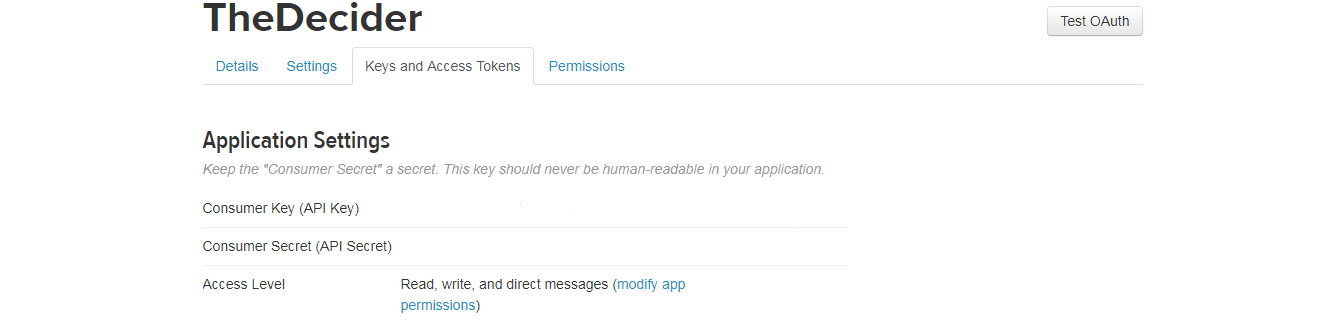 TheDecider
Test OAuth
Details Settings Keys and Access Tokens Permissions
Application Settings
Keep the "Consumer Secret" a secret. This key should never be human-readable in your application.
Consumer Key (API Key)
Consumer Secret (API Secret)
Access Level Read, write, and direct messages (modify app
permissions)